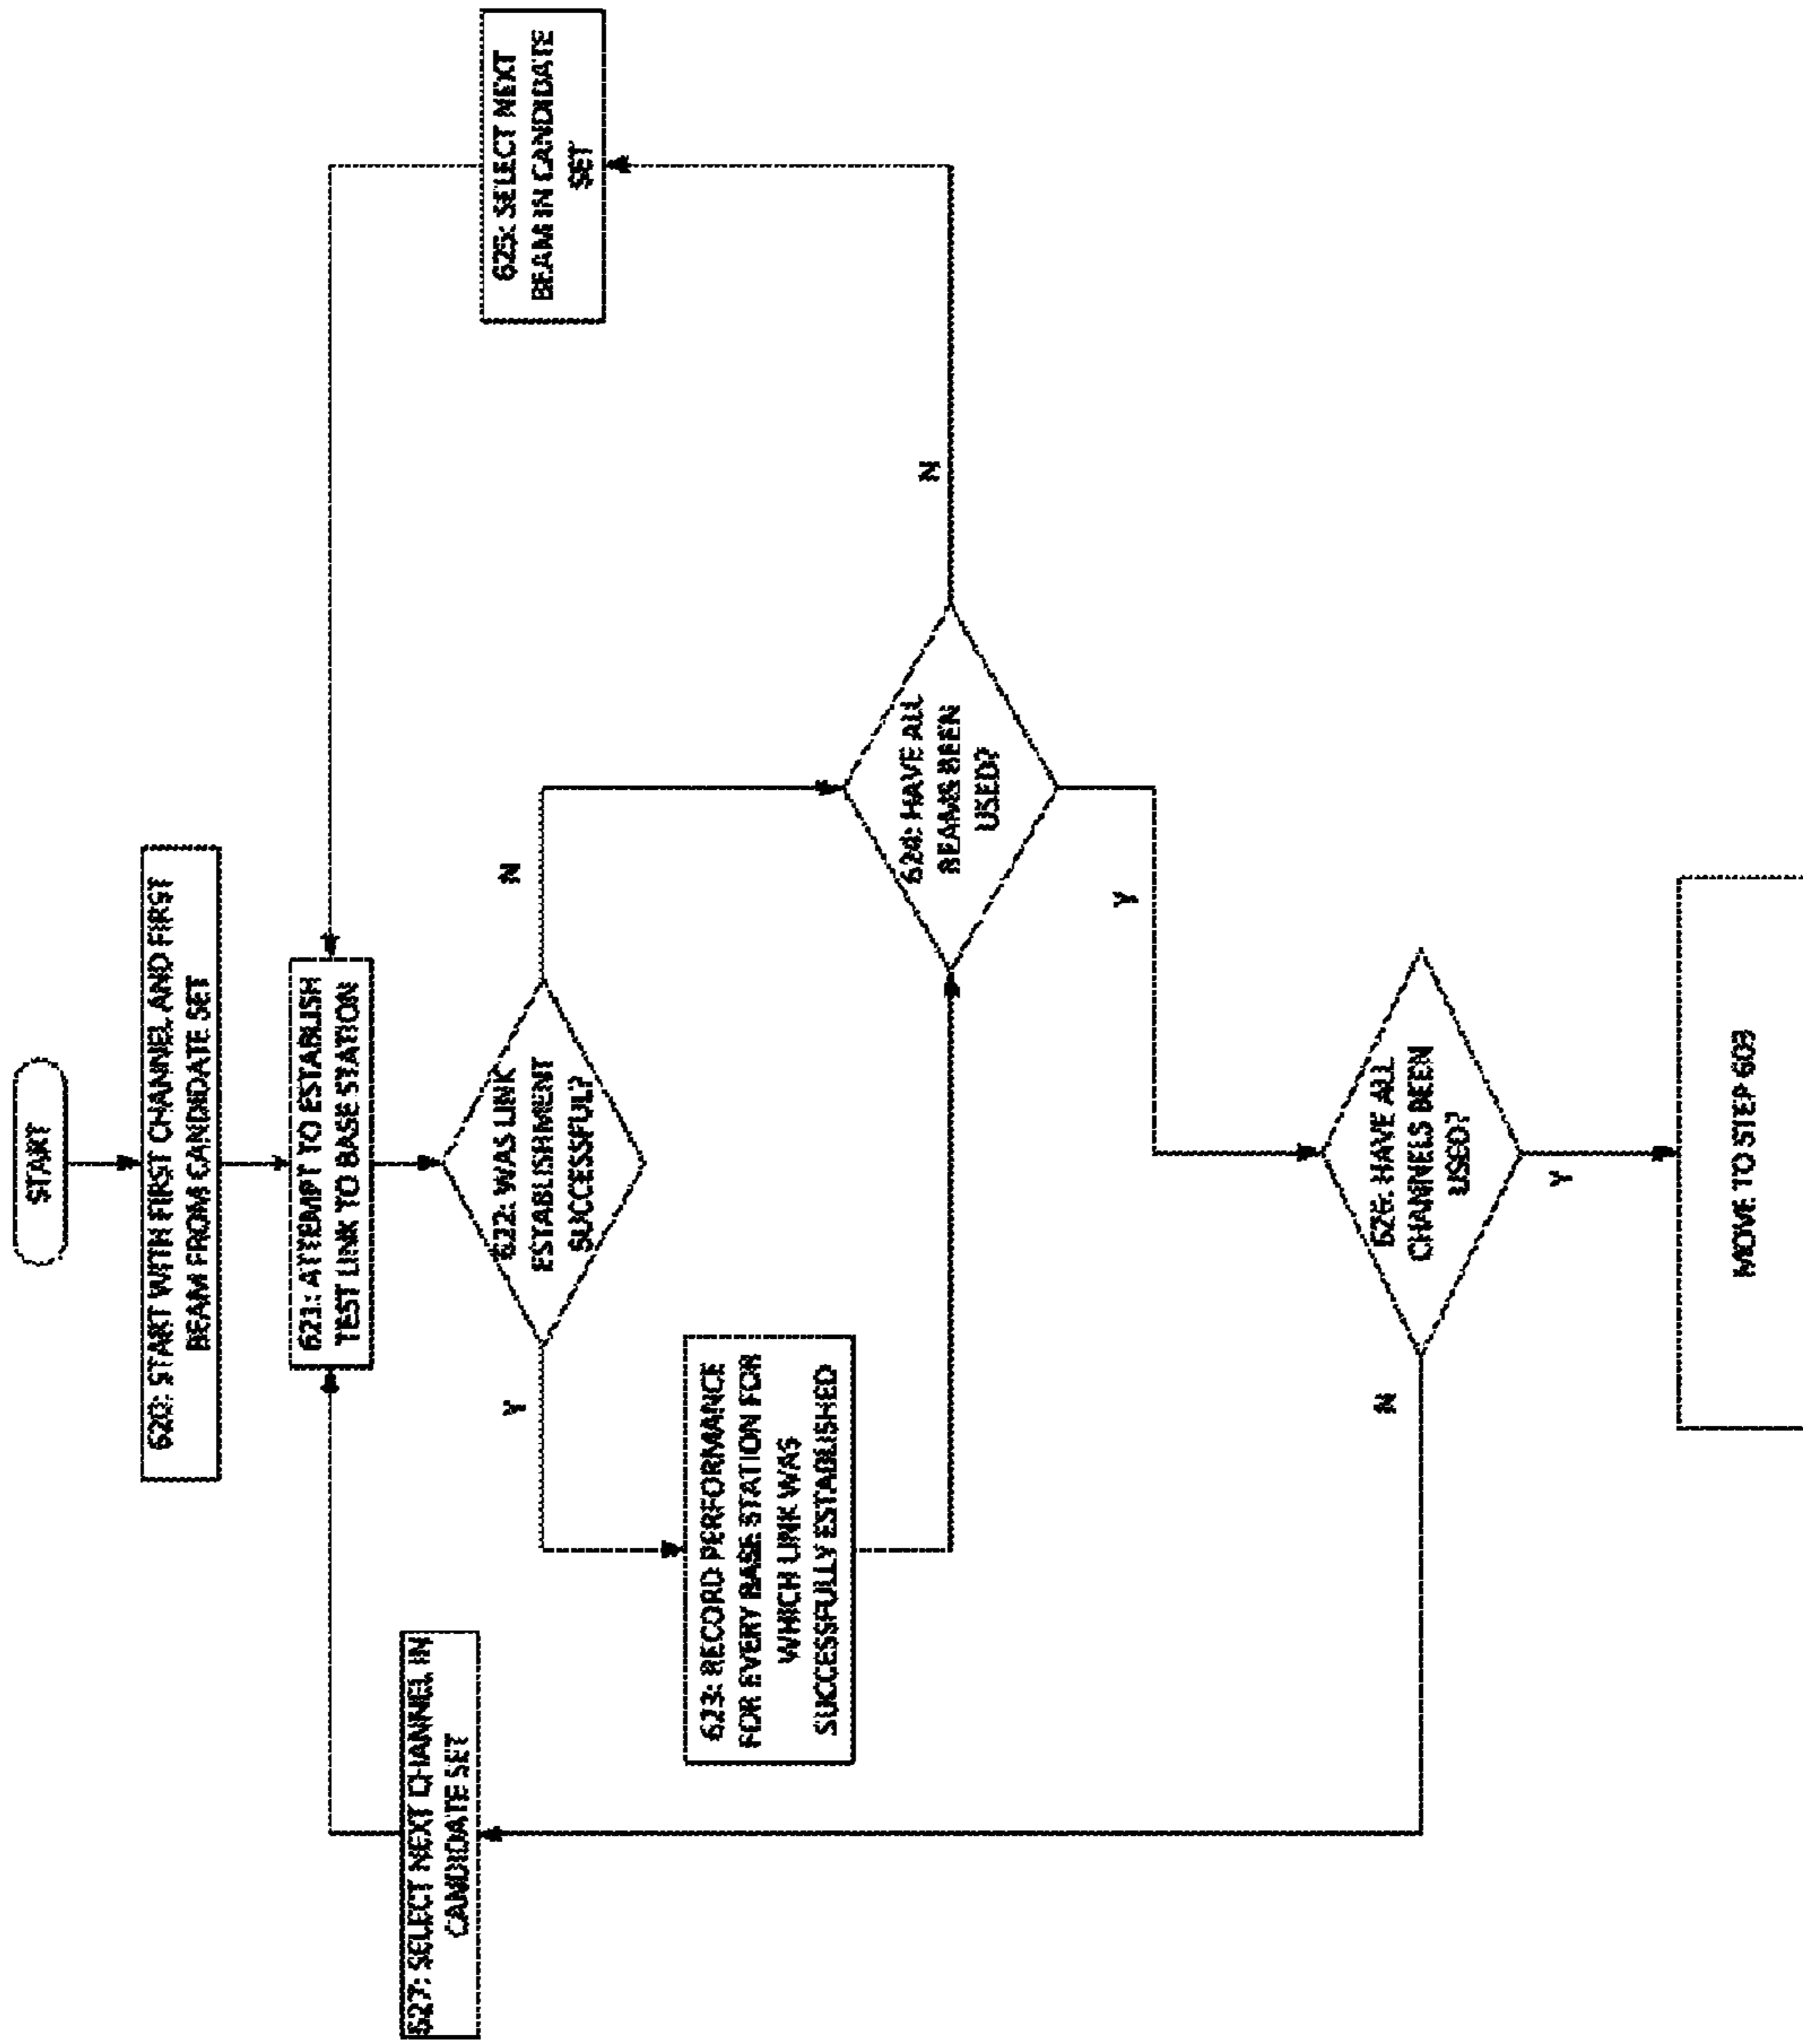 START
620: START WITH FIRST CHANNEL AND FIRST
BEAM FROM CANDIDATE SET
621: ATTEMPT TO ESTABLISH
TEST LINK TO BASE STATION
622: WAS LINK
ESTABLISHMENT
SUCCESSFUL?
Y
N
623: RECORD PERFORMANCE
FOR EVERY BASE STATION FOR
WHICH LINK WAS
SUCCESSFULLY ESTABLISHED
624: HAVE ALL
BEAMS BEEN
USED?
N
Y
625: SELECT NEXT
BEAM IN CANDIDATE
SET
626: HAVE ALL
CHANNELS BEEN
USED?
N
Y
627: SELECT NEXT CHANNEL IN
CANDIDATE SET
MOVE TO STEP 603